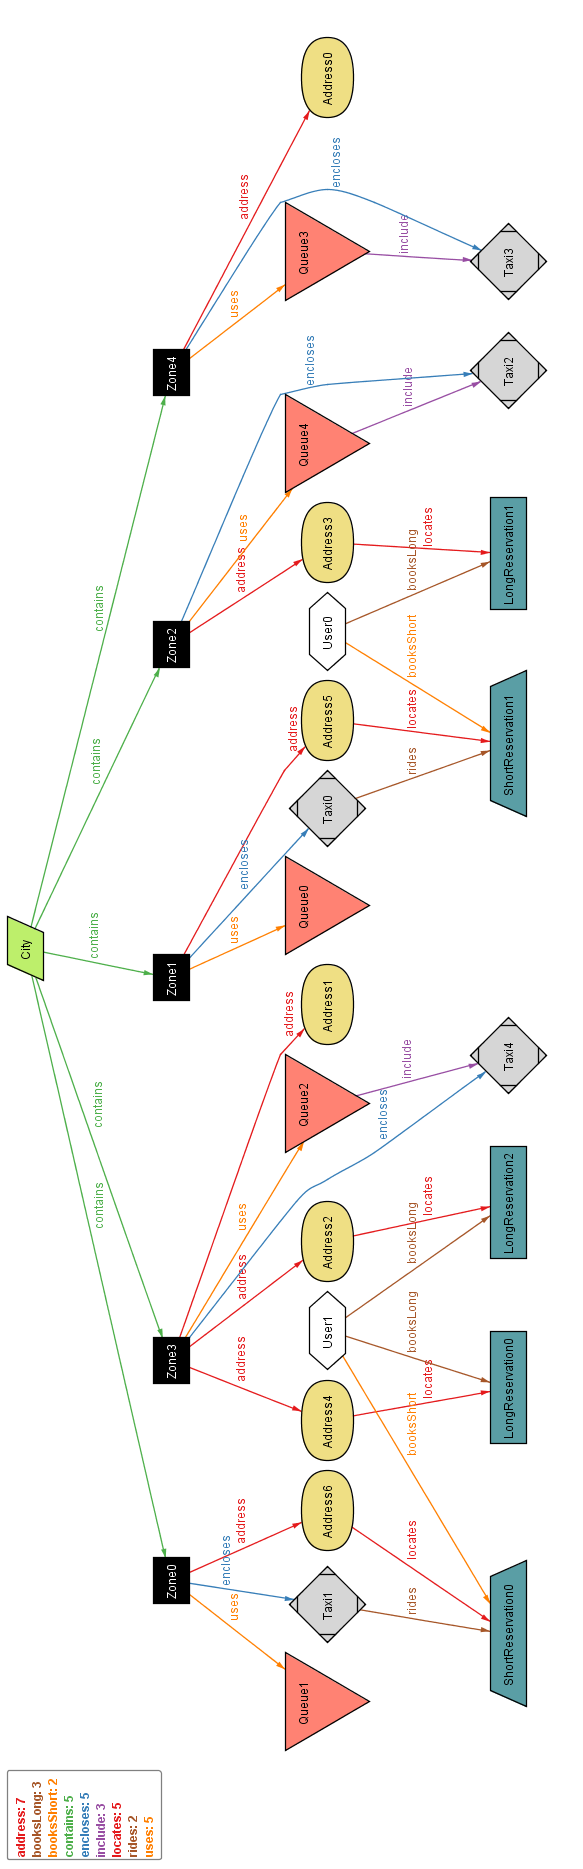 address: 7
booksLong: 3
booksShort: 2
contains: 5
encloses: 5
include: 3
locates: 5
rides: 2
uses: 5
City
contains
contains
contains
contains
contains
Zone0
Zone3
Zone1
Zone2
Zone4
uses
encloses
address
address
address
uses
address
uses
encloses
address
address
uses
encloses
uses
address
encloses
Queue1
Taxi1
Address6
Address4
User1
Address2
Queue2
Address1
Queue0
Taxi0
Address5
User0
Address3
Queue4
Queue3
Address0
rides
locates
booksShort
locates
booksLong
booksLong
locates
encloses
include
rides
locates
booksShort
booksLong
locates
include
include
ShortReservation0
LongReservation0
LongReservation2
Taxi4
ShortReservation1
LongReservation1
Taxi2
Taxi3